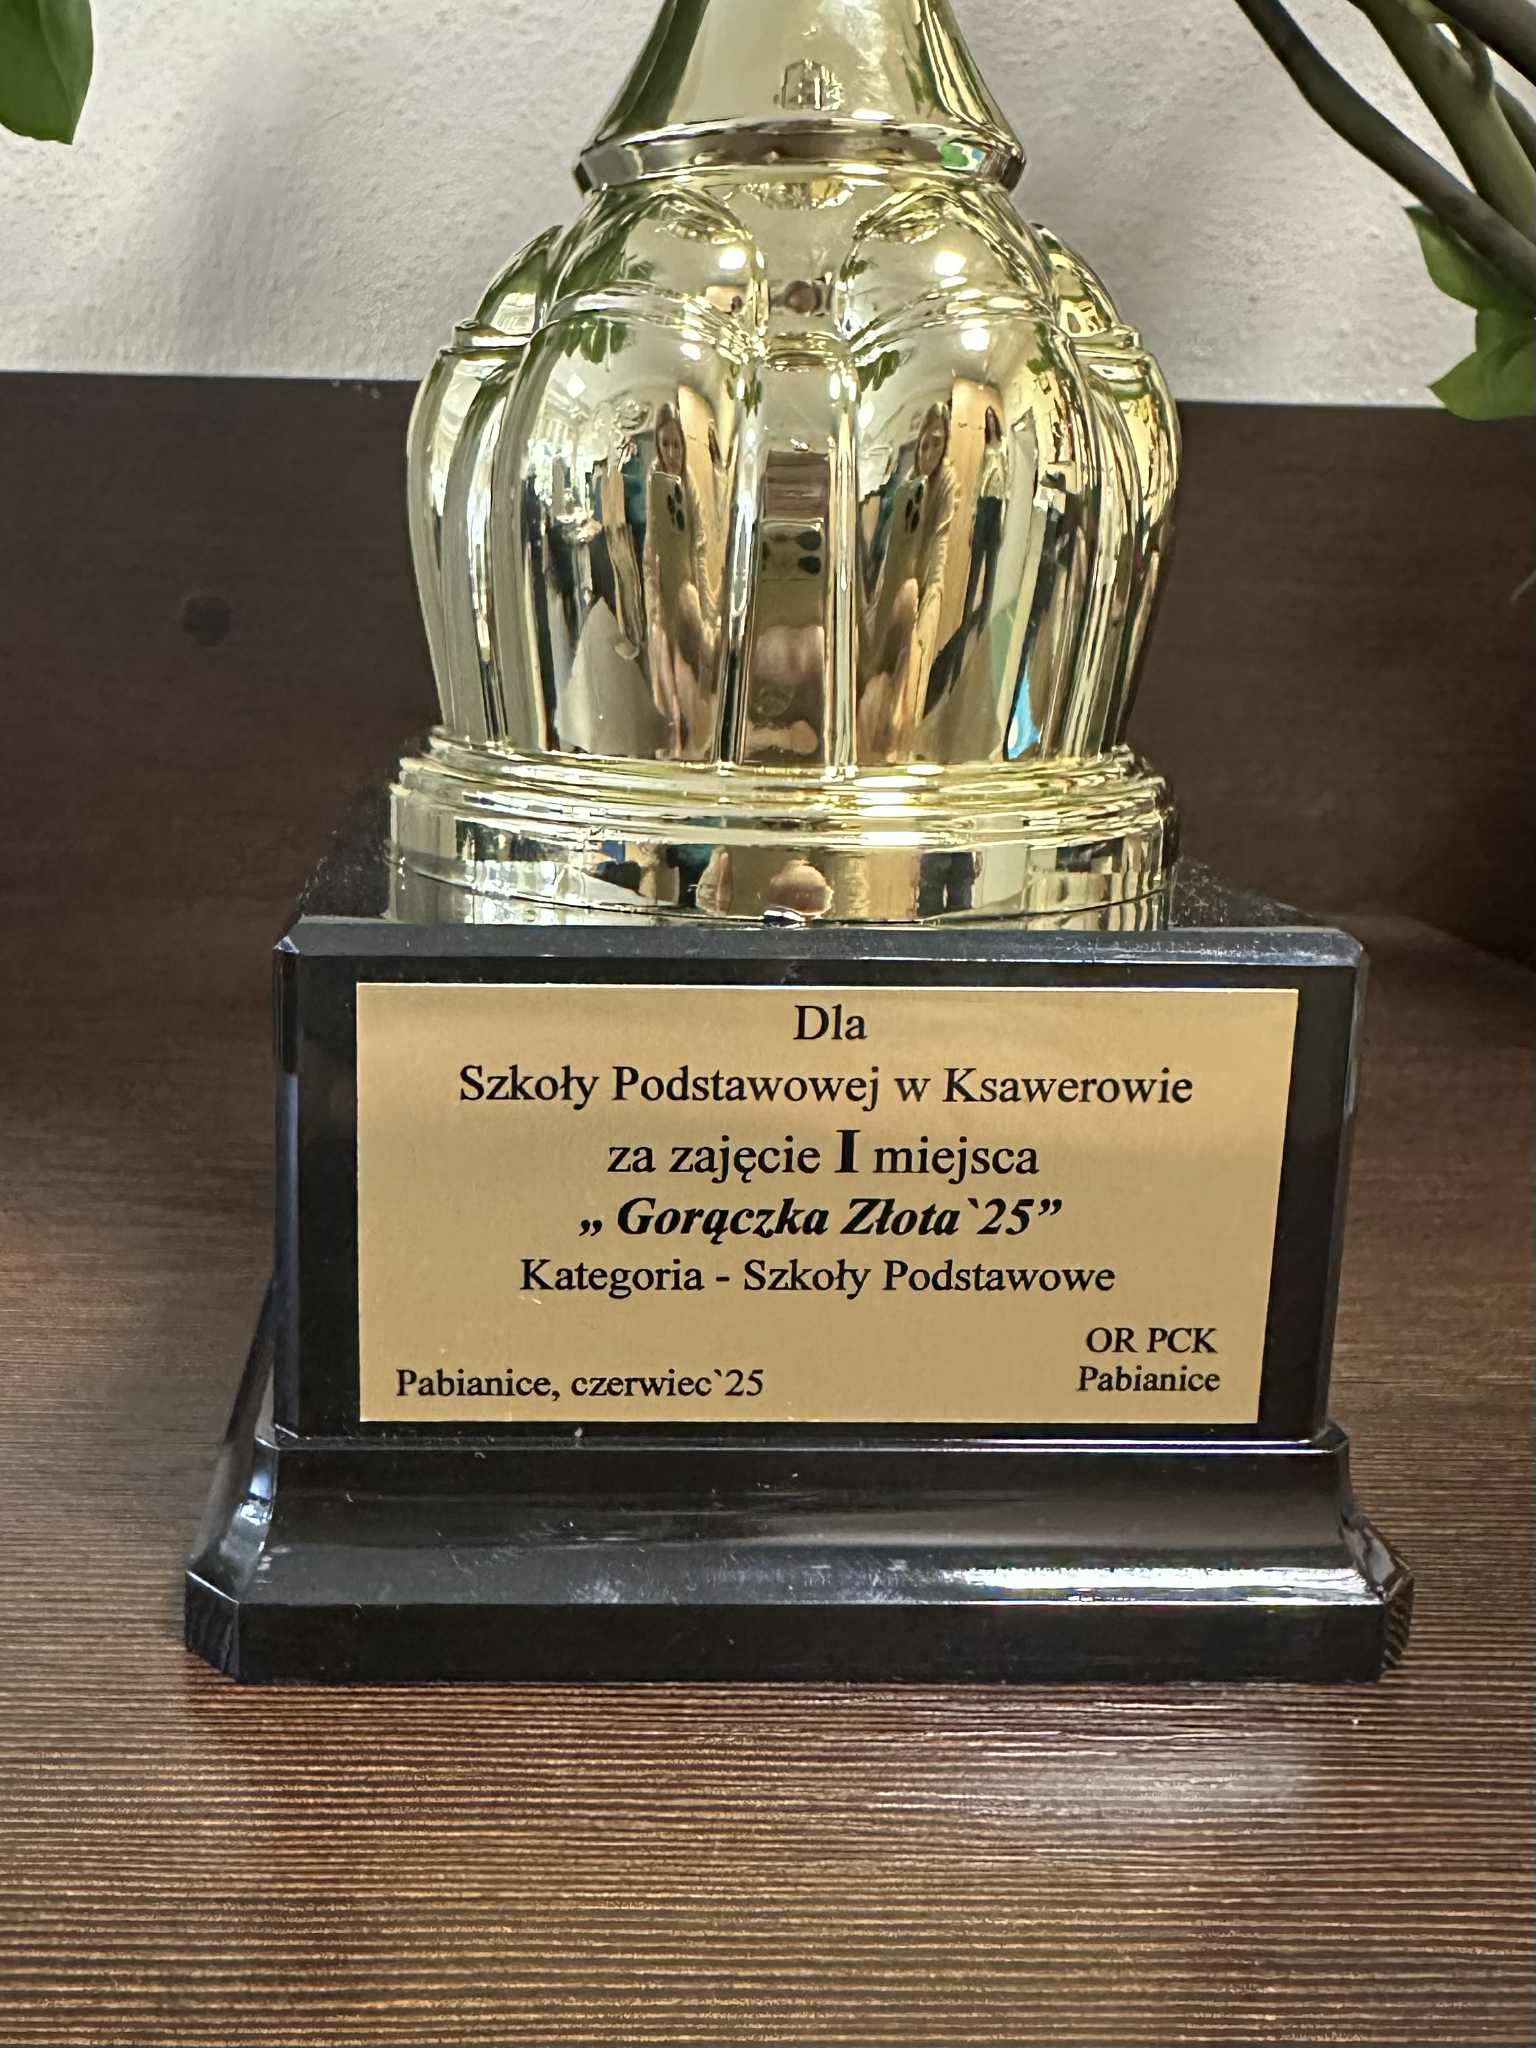 Dla
Szkoły Podstawowej w Ksawerowie
za zajęcie I miejsca
„ Gorączka Złota`25”
Kategoria - Szkoły Podstawowe
OR PCK
Pabianice, czerwiec`25
Pabianice